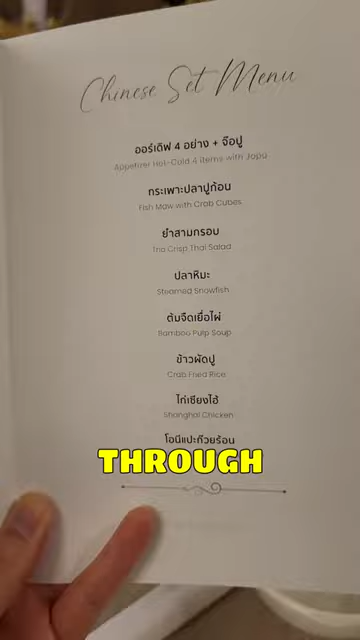 Chinese Set Menu
ออร์เดิฟ 4 อย่าง + จ๊อปู
Appetizer Hot-Cold 4 items with Jopu
กระเพาะปลาปูก้อน
Fish Maw with Crab Cubes
ยำสามกรอบ
Trio Crisp Thai Salad
ปลาหิมะ
Steamed Snowfish
ต้มจืดเยื่อไผ่
Bamboo Pulp Soup
ข้าวผัดปู
Crab Fried Rice
ไก่เซียงไฮ้
Shanghai Chicken
โอนีแปะก๊วยร้อน
THROUGH